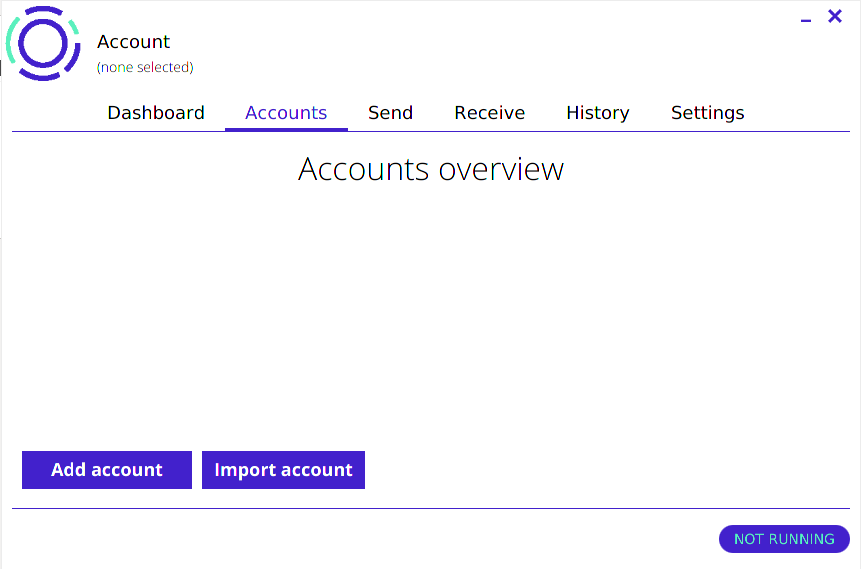 Account
(none selected)
Dashboard Accounts Send Receive History Settings
Accounts overview
Add account Import account
NOT RUNNING